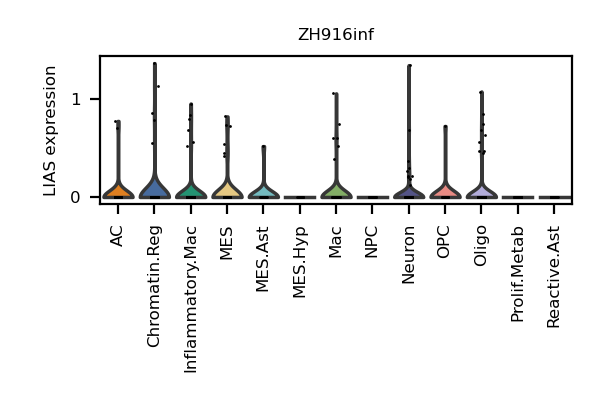 ZH916inf
LIAS expression
1
0
AC
Chromatin.Reg
Inflammatory.Mac
MES
MES.Ast
MES.Hyp
Mac
NPC
Neuron
OPC
Oligo
Prolif.Metab
Reactive.Ast